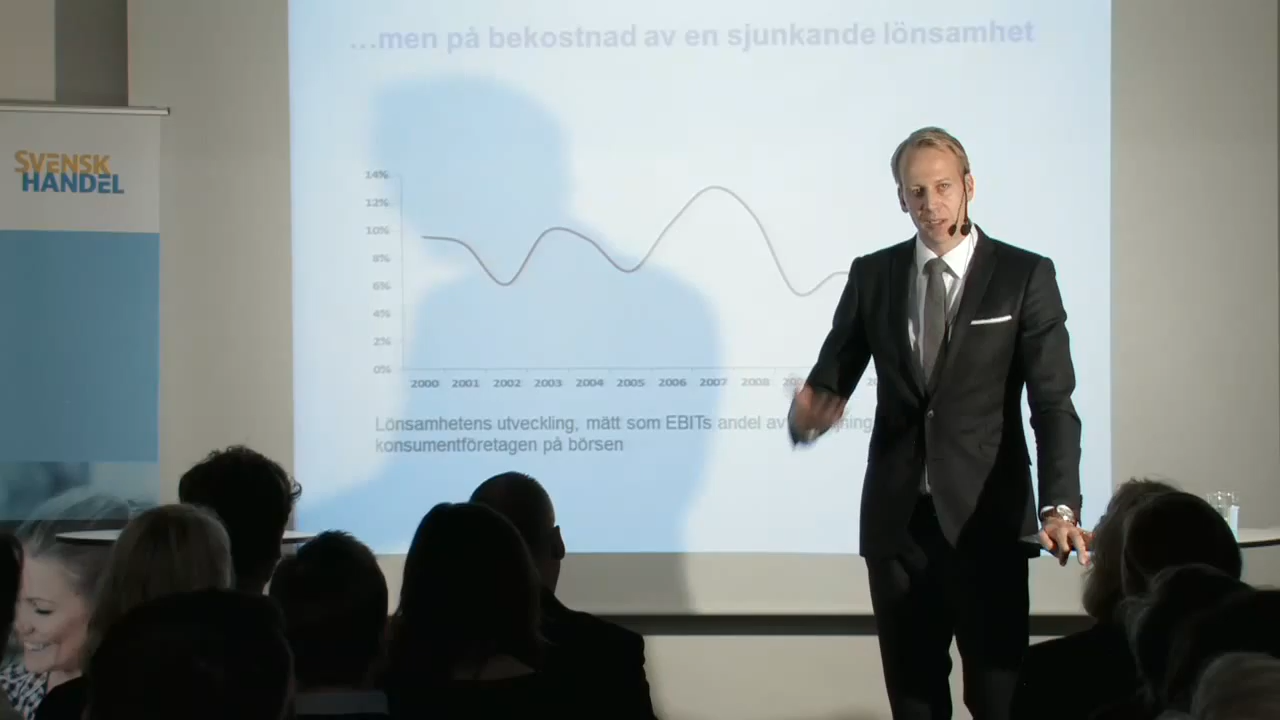 …men på bekostnad av en sjunkande lönsamhet
SVENSK
HANDEL
14%
12%
10%
8%
6%
4%
2%
0%
2000 2001 2002 2003 2004 2005 2006 2007 2008
Lönsamhetens utveckling, mätt som EBITs andel av
konsumentföretagen på börsen